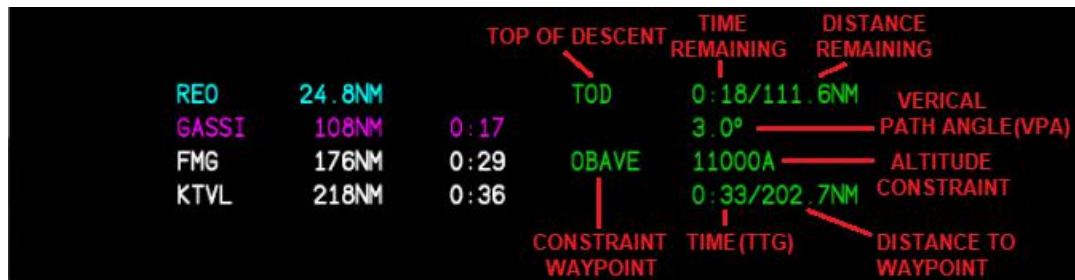 TOP OF DESCENT
TIME REMAINING
DISTANCE REMAINING
REO 24.8NM TOD 0:18/111.6NM
VERICAL PATH ANGLE(VPA)
GASSI 108NM 0:17 3.0º
FMG 176NM 0:29 OBAVE 11000A
ALTITUDE CONSTRAINT
KTVL 218NM 0:36 0:33/202.7NM
CONSTRAINT WAYPOINT
TIME(TTG)
DISTANCE TO WAYPOINT